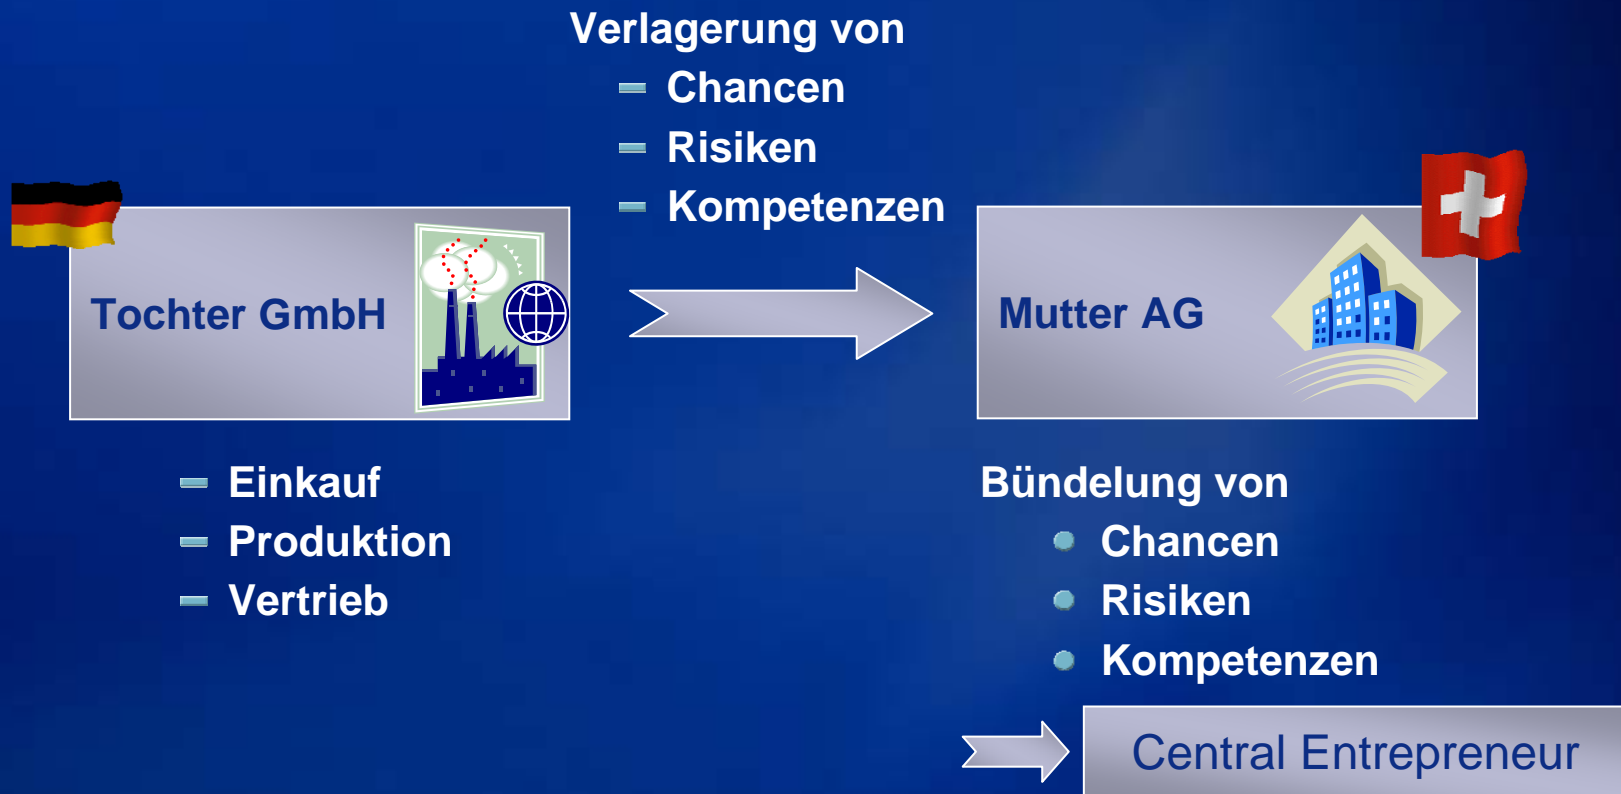 Verlagerung von
– Chancen
– Risiken
– Kompetenzen
Tochter GmbH
Mutter AG
– Einkauf
– Produktion
– Vertrieb
Bündelung von
• Chancen
• Risiken
• Kompetenzen
Central Entrepreneur